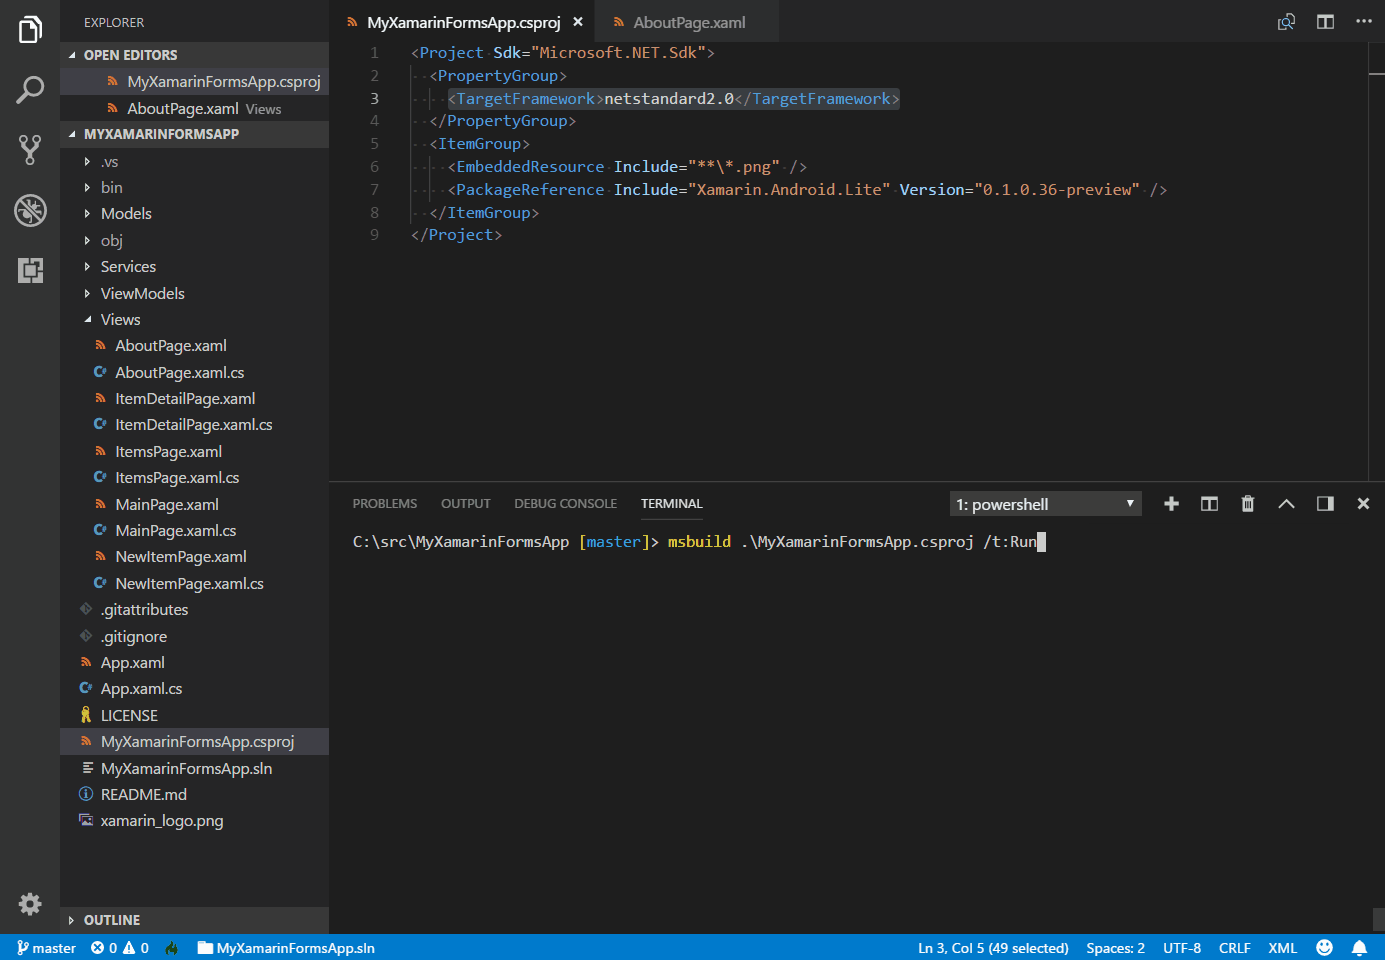 EXPLORER
OPEN EDITORS
MyXamarinFormsApp.csproj
AboutPage.xaml Views
MYXAMARINFORMSAPP
.vs
bin
Models
obj
Services
ViewModels
Views
AboutPage.xaml
AboutPage.xaml.cs
ItemDetailPage.xaml
ItemDetailPage.xaml.cs
ItemsPage.xaml
ItemsPage.xaml.cs
MainPage.xaml
MainPage.xaml.cs
NewItemPage.xaml
NewItemPage.xaml.cs
.gitattributes
.gitignore
App.xaml
App.xaml.cs
LICENSE
MyXamarinFormsApp.csproj
MyXamarinFormsApp.sln
README.md
xamarin_logo.png
OUTLINE
MyXamarinFormsApp.csproj AboutPage.xaml
1 <Project Sdk="Microsoft.NET.Sdk">
2 <PropertyGroup>
3 <TargetFramework>netstandard2.0</TargetFramework>
4 </PropertyGroup>
5 <ItemGroup>
6 <EmbeddedResource Include="**\*.png" />
7 <PackageReference Include="Xamarin.Android.Lite" Version="0.1.0.36-preview" />
8 </ItemGroup>
9 </Project>
PROBLEMS OUTPUT DEBUG CONSOLE TERMINAL 1: powershell
C:\src\MyXamarinFormsApp [master]> msbuild .\MyXamarinFormsApp.csproj /t:Run
master 0 0 MyXamarinFormsApp.sln Ln 3, Col 5 (49 selected) Spaces: 2 UTF-8 CRLF XML